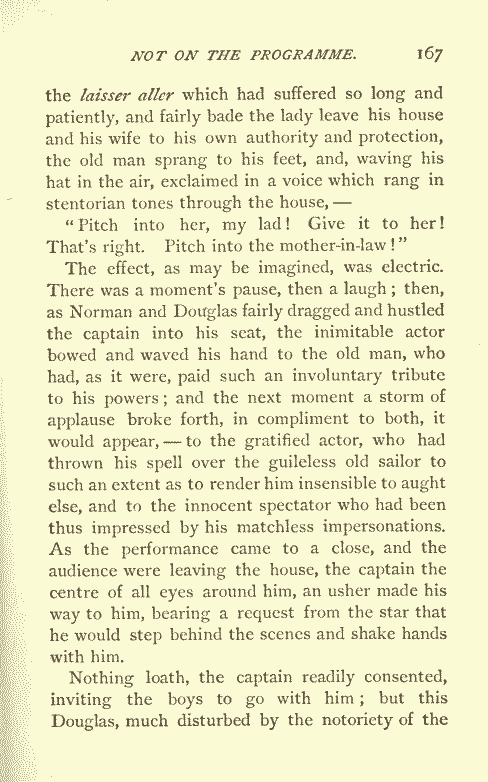 NOT ON THE PROGRAMME. 167
the laisser aller which had suffered so long and
patiently, and fairly bade the lady leave his house
and his wife to his own authority and protection,
the old man sprang to his feet, and, waving his
hat in the air, exclaimed in a voice which rang in
stentorian tones through the house, —
"Pitch into her, my lad! Give it to her!
That's right. Pitch into the mother-in-law!"
The effect, as may be imagined, was electric.
There was a moment's pause, then a laugh; then,
as Norman and Douglas fairly dragged and hustled
the captain into his seat, the inimitable actor
bowed and waved his hand to the old man, who
had, as it were, paid such an involuntary tribute
to his powers; and the next moment a storm of
applause broke forth, in compliment to both, it
would appear, — to the gratified actor, who had
thrown his spell over the guileless old sailor to
such an extent as to render him insensible to aught
else, and to the innocent spectator who had been
thus impressed by his matchless impersonations.
As the performance came to a close, and the
audience were leaving the house, the captain the
centre of all eyes around him, an usher made his
way to him, bearing a request from the star that
he would step behind the scenes and shake hands
with him.
Nothing loath, the captain readily consented,
inviting the boys to go with him; but this
Douglas, much disturbed by the notoriety of the